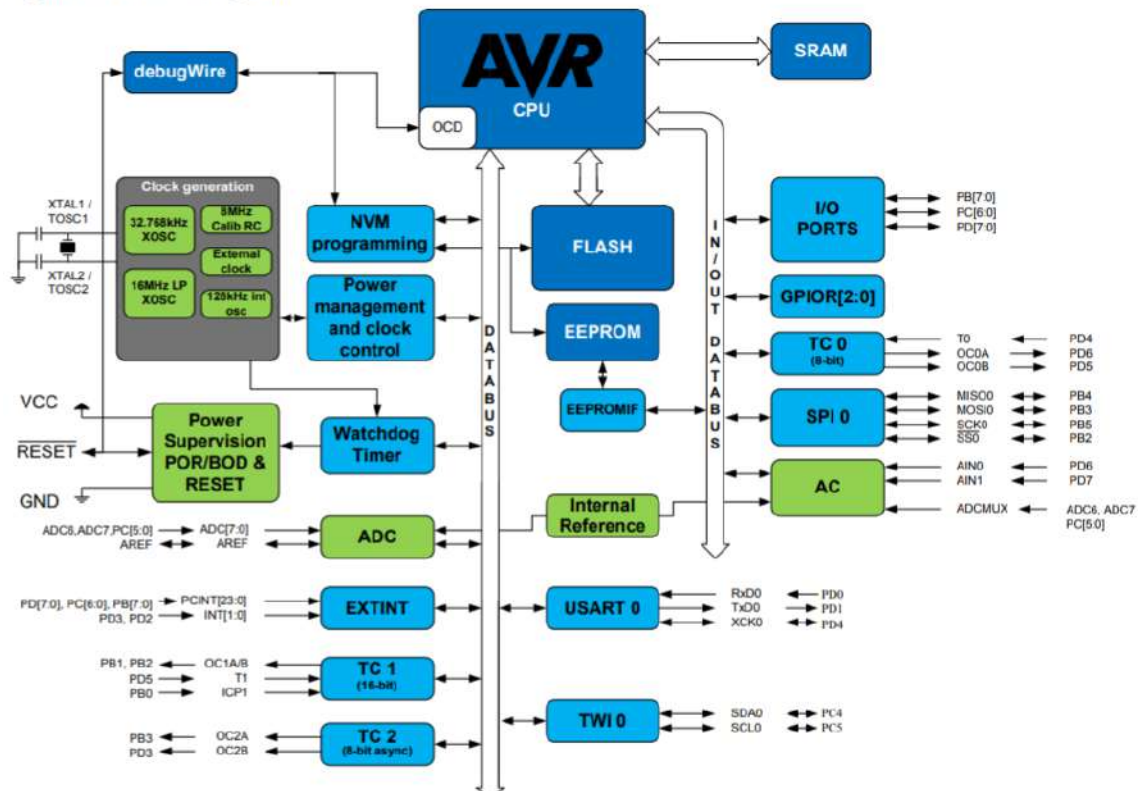 AVR
CPU
OCD
SRAM
debugWire
Clock generation
XTAL1 /
TOSC1
32.768kHz
XOSC
8MHz
Calib RC
External
clock
XTAL2 /
TOSC2
16MHz LP
XOSC
128kHz int
osc
NVM
programming
FLASH
Power
management
and clock
control
EEPROM
EEPROMIF
DATABUS
IN/OUT DATABUS
I/O
PORTS
PB[7:0]
PC[6:0]
PD[7:0]
GPIOR[2:0]
TC 0
(8-bit)
T0 PD4
OC0A PD6
OC0B PD5
SPI 0
MISO0 PB4
MOSI0 PB3
SCK0 PB5
SS0 PB2
AC
AIN0 PD6
AIN1 PD7
ADCMUX ADC6, ADC7
PC[5:0]
VCC
RESET
GND
Power
Supervision
POR/BOD &
RESET
Watchdog
Timer
Internal
Reference
ADC6,ADC7,PC[5:0] ADC[7:0]
AREF AREF
ADC
PD[7:0], PC[6:0], PB[7:0] PCINT[23:0]
PD3, PD2 INT[1:0]
EXTINT
USART 0
RxD0 PD0
TxD0 PD1
XCK0 PD4
PB1, PB2 OC1A/B
PD5 T1
PB0 ICP1
TC 1
(16-bit)
TWI 0
SDA0 PC4
SCL0 PC5
PB3 OC2A
PD3 OC2B
TC 2
(8-bit async)